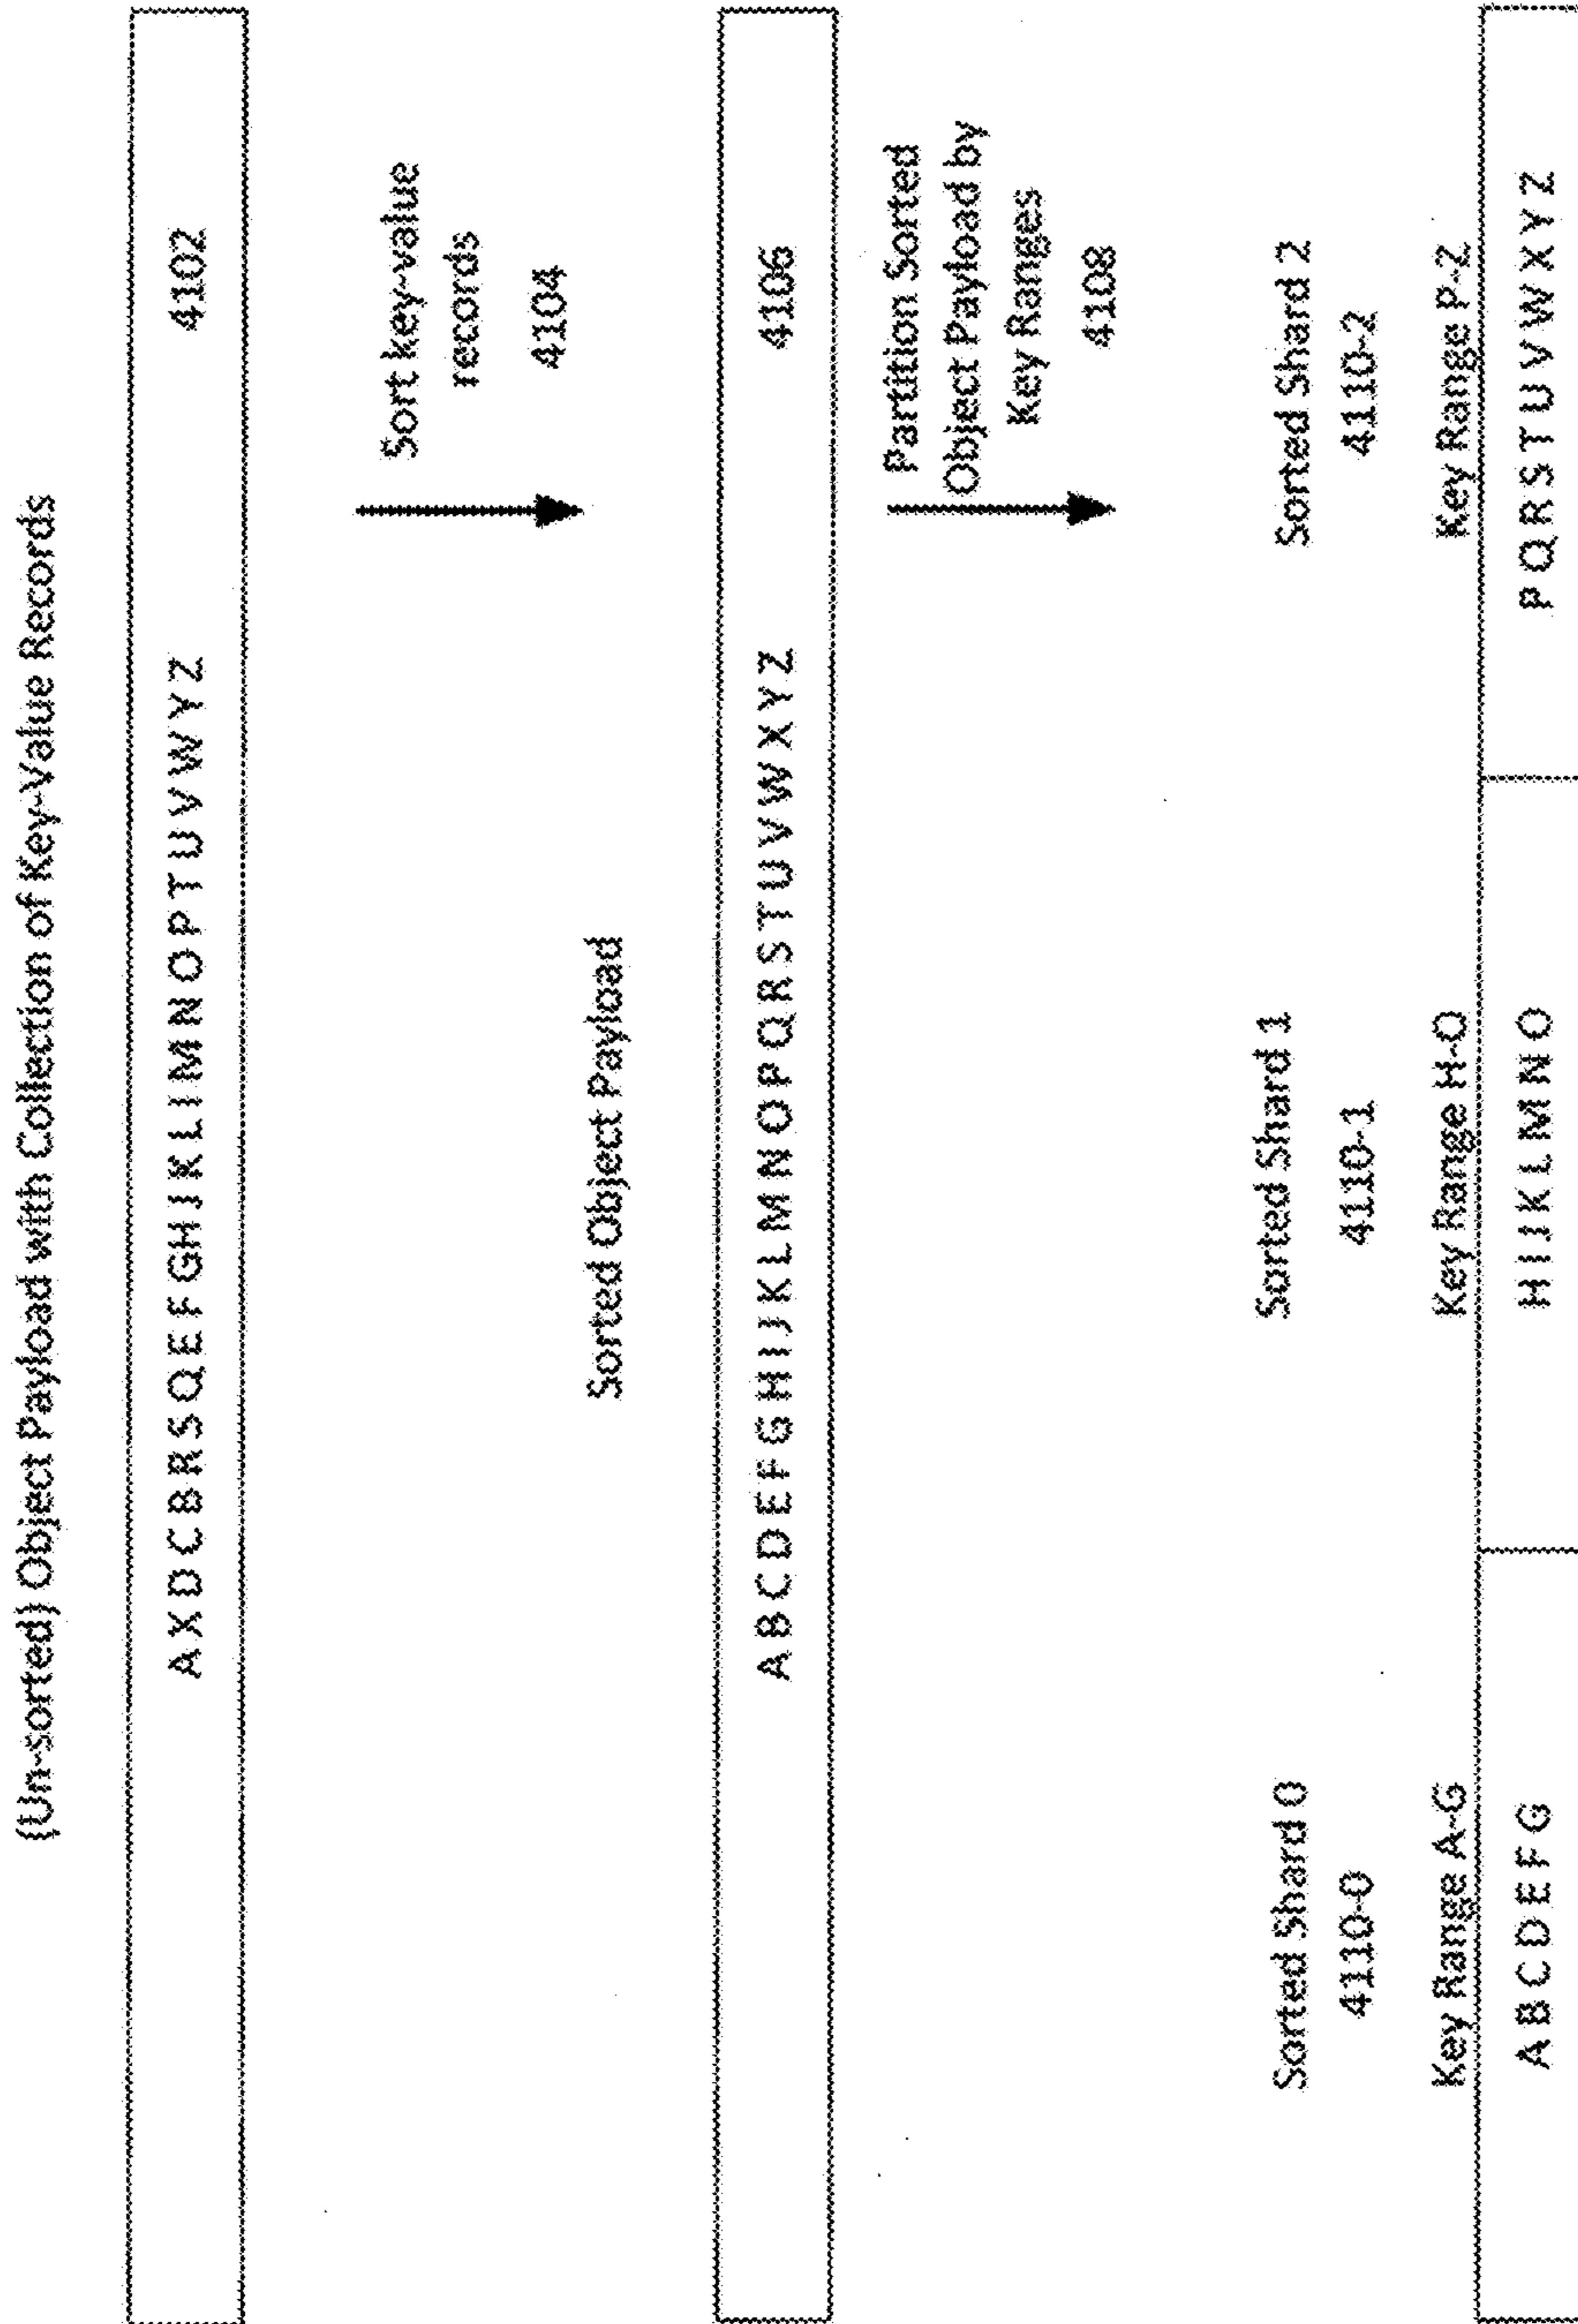 (Un-sorted) Object Payload with Collection of Key-Value Records
A X D C B R S Q E F G H J K L I M N O P T U V W Y Z 4102
Sort key-value
records
4104
Sorted Object Payload
A B C D E F G H I J K L M N O P Q R S T U V W X Y Z 4106
Partition Sorted
Object Payload by
Key Ranges
4108
Sorted Shard 0
4110-0
Key Range A-G
A B C D E F G
Sorted Shard 1
4110-1
Key Range H-O
H I J K L M N O
Sorted Shard 2
4110-2
Key Range P-Z
P Q R S T U V W X Y Z